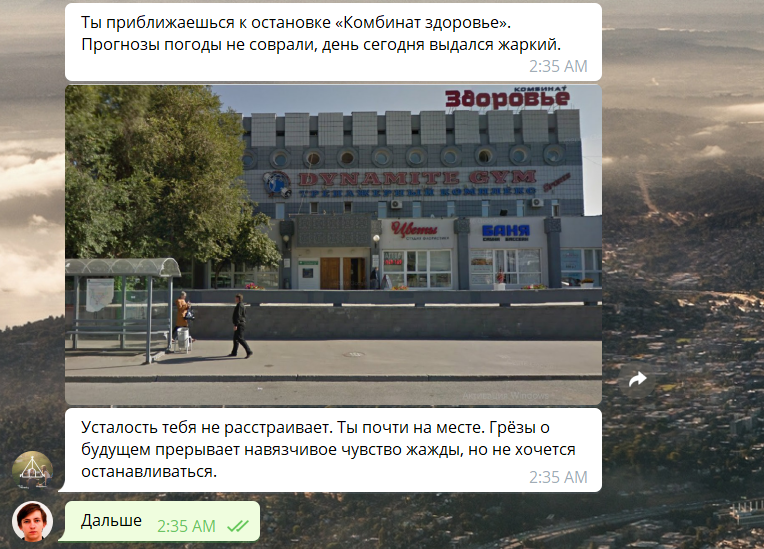 Ты приближаешься к остановке «Комбинат здоровье».
Прогнозы погоды не соврали, день сегодня выдался жаркий.
2:35 AM
КОМБИНАТ
Здоровье
DYNAMITE GYM
ТРЕНАЖЕРНЫЙ КОМПЛЕКС
Цветы
БАНЯ
Усталость тебя не расстраивает. Ты почти на месте. Грёзы о
будущем прерывает навязчивое чувство жажды, но не хочется
останавливаться.
2:35 AM
Дальше 2:35 AM